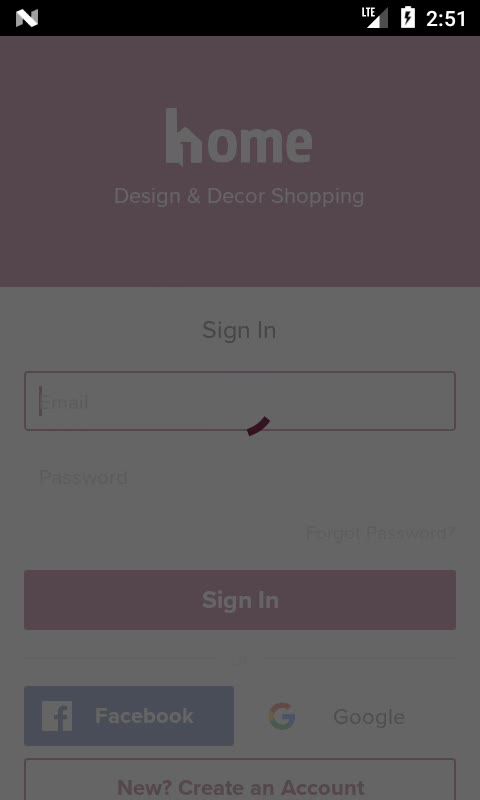 LTE 2:51
home
Design & Decor Shopping
Sign In
Email
Password
Forgot Password?
Sign In
or
Facebook Google
New? Create an Account